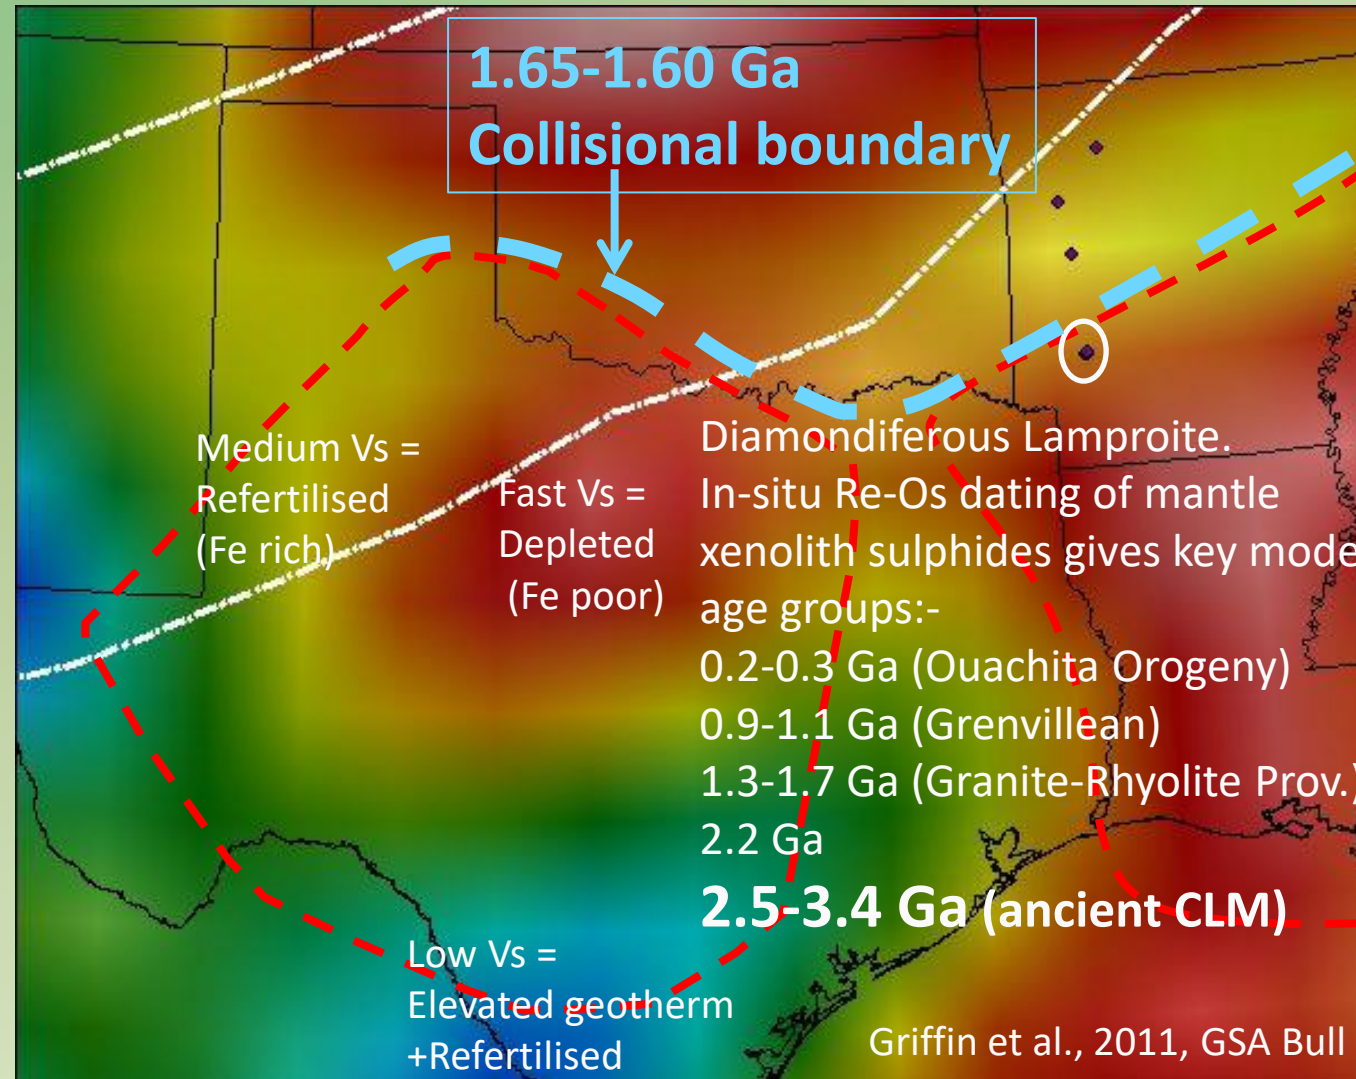 1.65-1.60 Ga
Collisional boundary
Medium Vs =
Refertilised
(Fe rich)
Fast Vs =
Depleted
(Fe poor)
Diamondiferous Lamproite.
In-situ Re-Os dating of mantle
xenolith sulphides gives key mode
age groups:-
0.2-0.3 Ga (Ouachita Orogeny)
0.9-1.1 Ga (Grenvillean)
1.3-1.7 Ga (Granite-Rhyolite Prov.)
2.2 Ga
2.5-3.4 Ga (ancient CLM)
Low Vs =
Elevated geotherm
+Refertilised
Griffin et al., 2011, GSA Bull